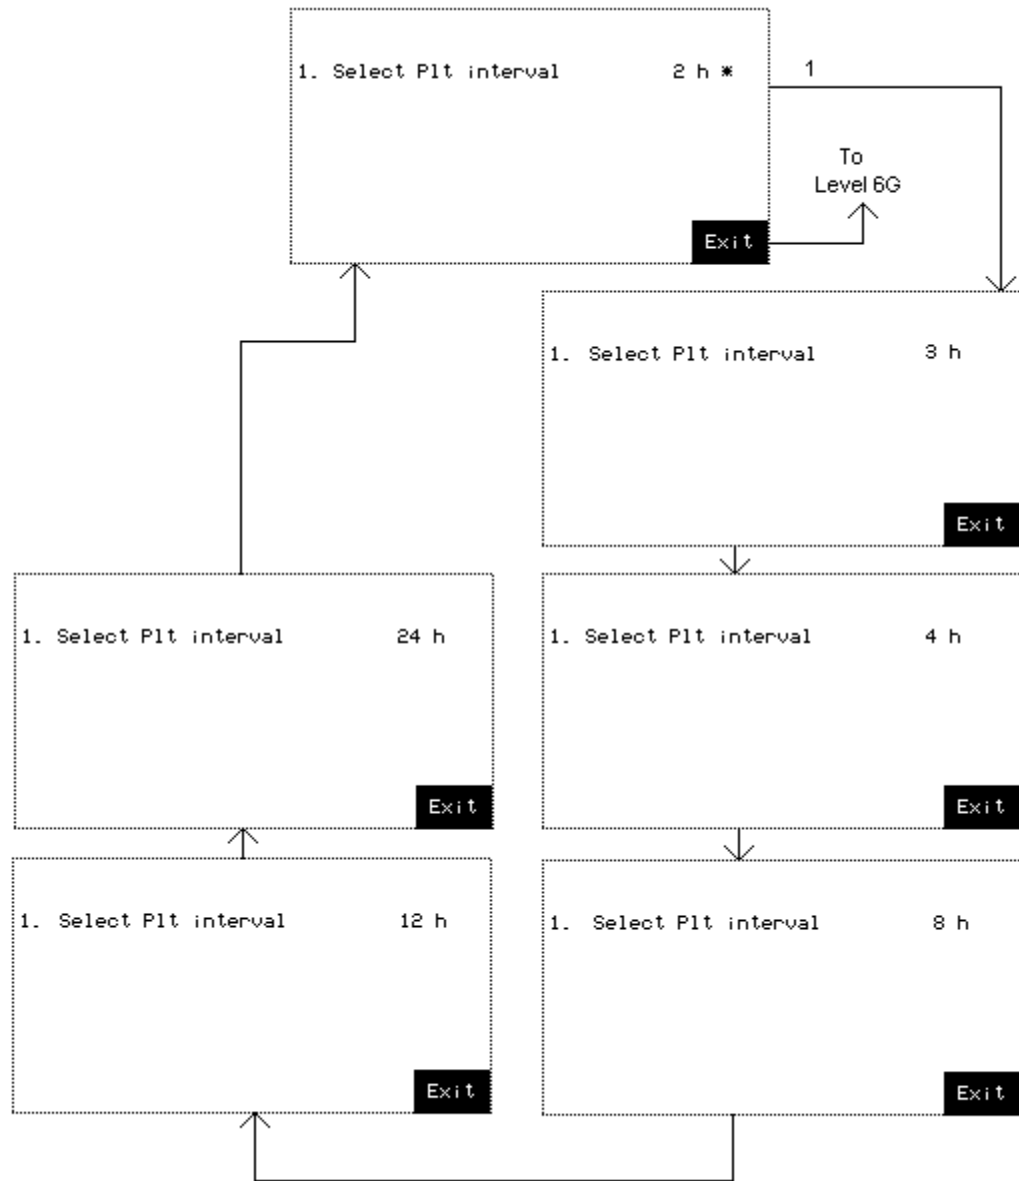 1. Select Plt interval 2 h *
1
To
Level 6G
Exit
1. Select Plt interval 3 h
Exit
1. Select Plt interval 24 h
Exit
1. Select Plt interval 4 h
Exit
1. Select Plt interval 12 h
Exit
1. Select Plt interval 8 h
Exit